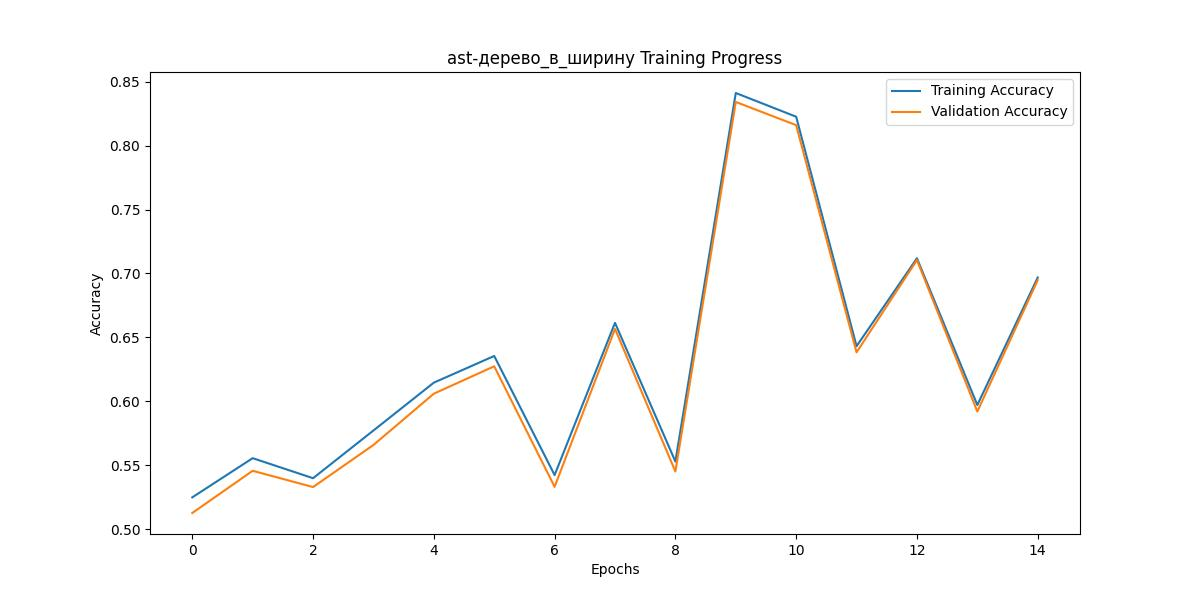 ast-дерево_в_ширину Training Progress
Training Accuracy
Validation Accuracy
0.85
0.80
0.75
0.70
0.65
0.60
0.55
0.50
Accuracy
0 2 4 6 8 10 12 14
Epochs